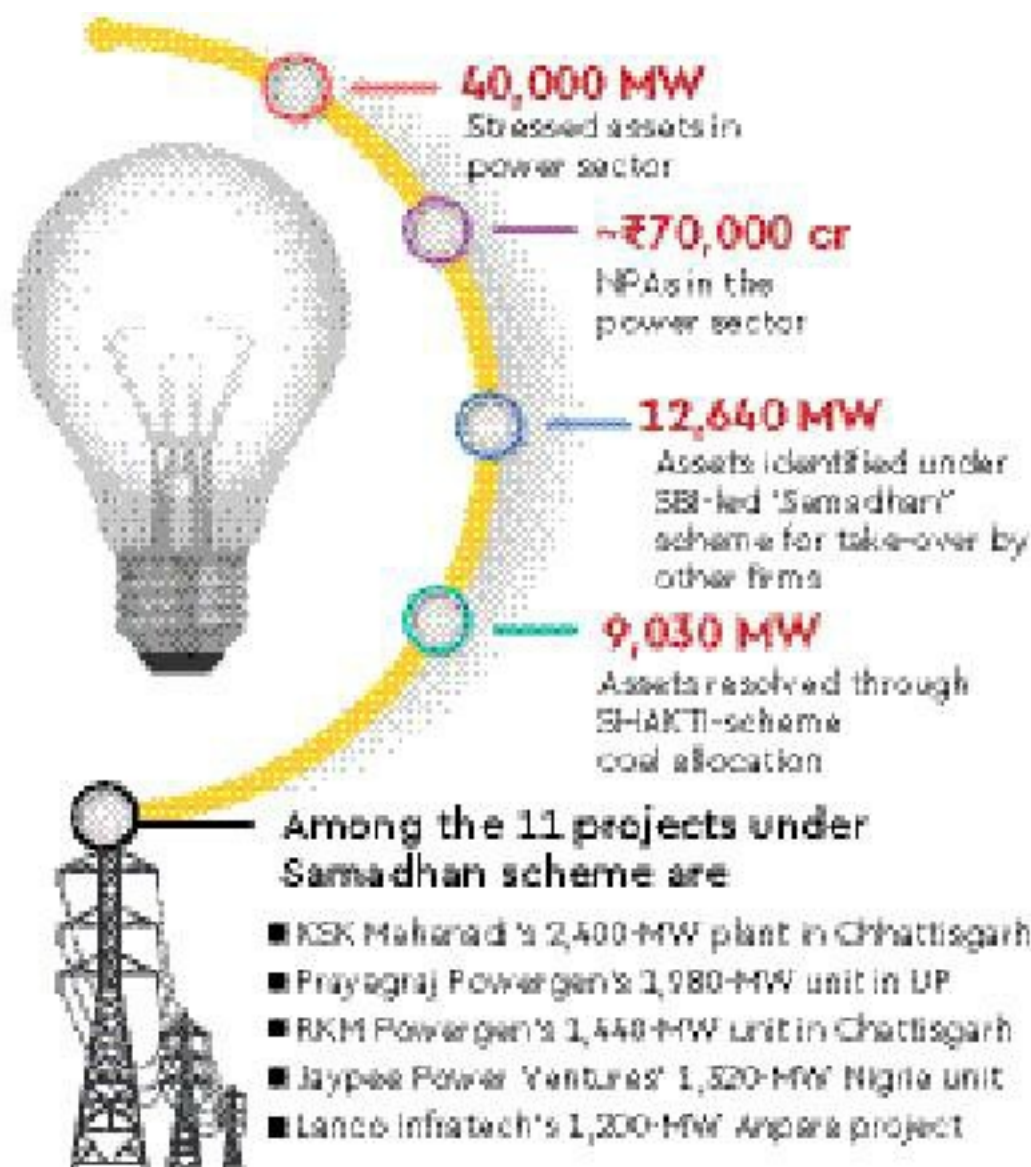 40,000 MW
Stressed assets in
power sector
~₹70,000 cr
NPAs in the
power sector
12,640 MW
Assets identified under
SBI-led 'Samadhan'
scheme for take-over by
other firms
9,030 MW
Assets resolved through
SHAKTI-scheme
coal allocation
Among the 11 projects under
Samadhan scheme are
■ KSK Mahanadi's 2,400-MW plant in Chhattisgarh
■ Prayagraj Powergen's 1,980-MW unit in UP
■ RKM Powergen's 1,440-MW unit in Chattisgarh
■ Jaypee Power Ventures' 1,320-MW Nigrie unit
■ Lanco Infratech's 1,200-MW Anpara project